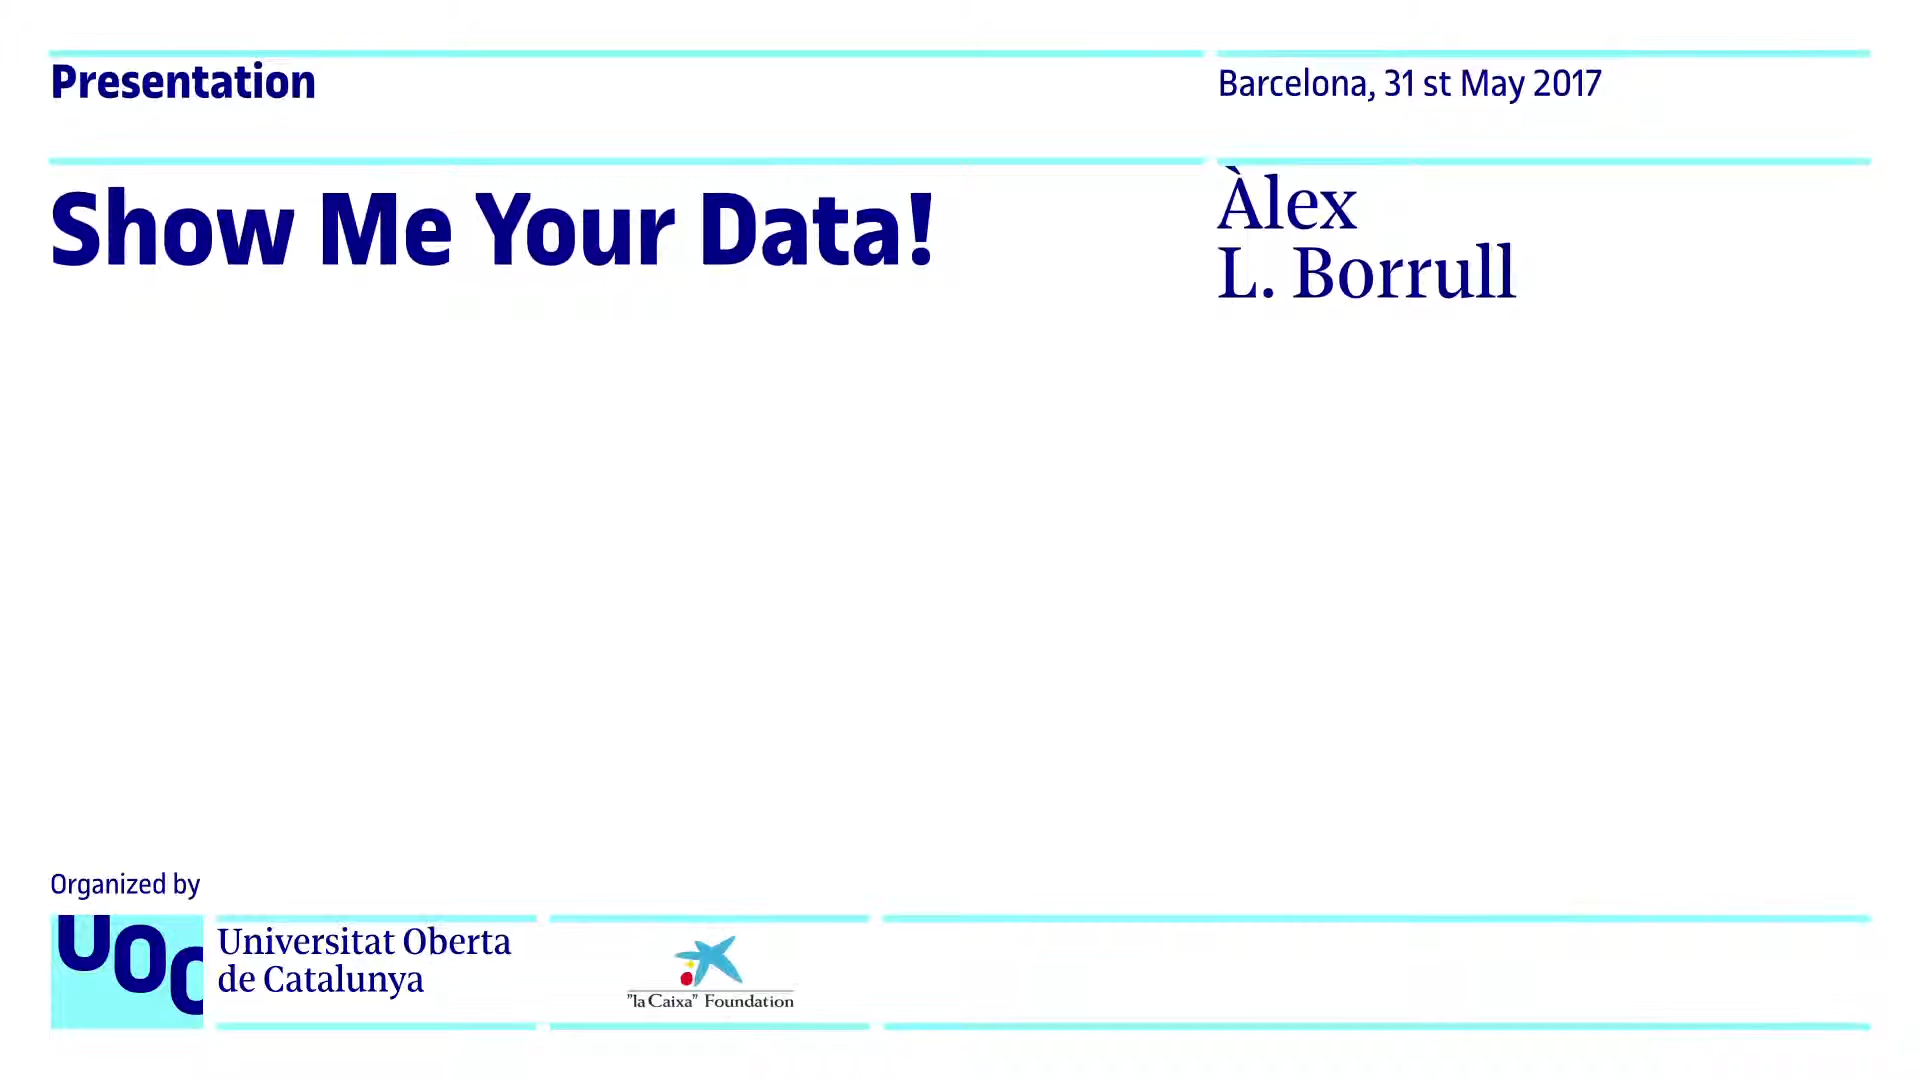 Presentation
Barcelona, 31 st May 2017
Show Me Your Data!
Àlex
L. Borrull
Organized by
UOC
Universitat Oberta
de Catalunya
"la Caixa" Foundation